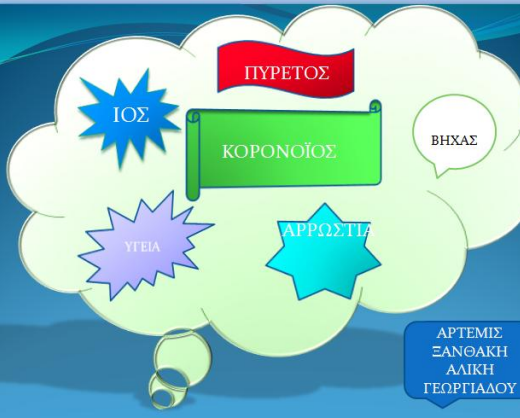 ΠΥΡΕΤΟΣ
ΙΟΣ
ΚΟΡΟΝΟΪΟΣ
ΒΗΧΑΣ
ΥΓΕΙΑ
ΑΡΡΩΣΤΙΑ
ΑΡΤΕΜΙΣ
ΞΑΝΘΑΚΗ
ΑΛΙΚΗ
ΓΕΩΡΓΙΑΔΟΥ